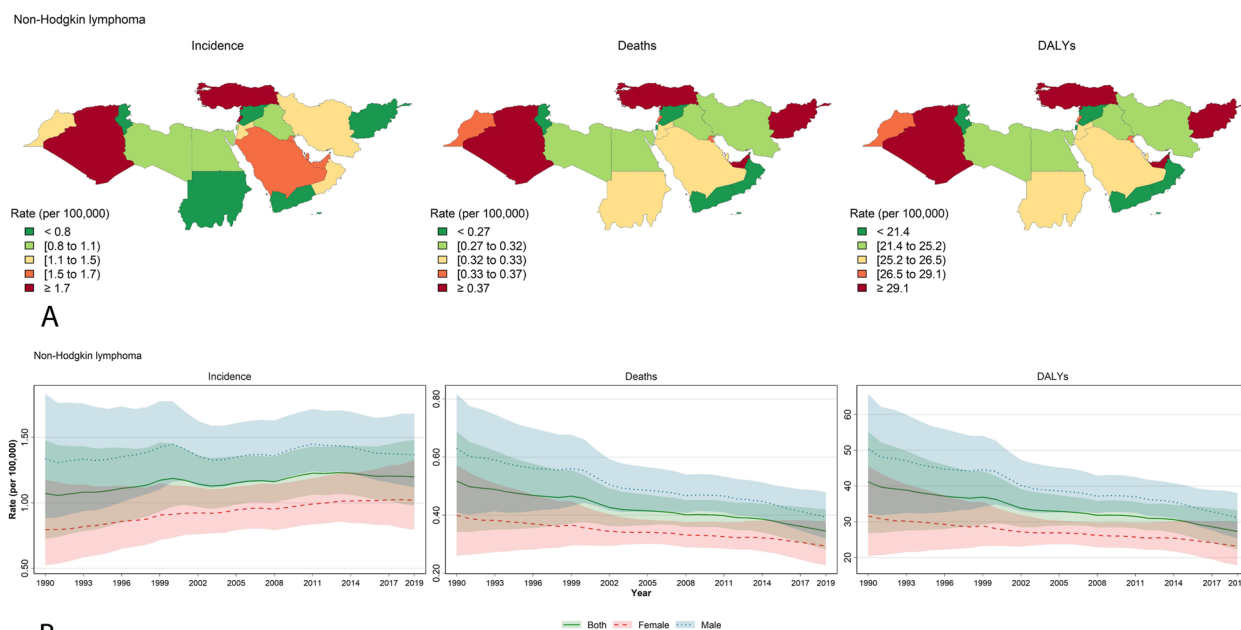 Non-Hodgkin lymphoma
Incidence
Deaths
DALYs
Rate (per 100,000)
< 0.8
[0.8 to 1.1)
[1.1 to 1.5)
[1.5 to 1.7)
≥ 1.7
Rate (per 100,000)
< 0.27
[0.27 to 0.32)
[0.32 to 0.33)
[0.33 to 0.37)
≥ 0.37
Rate (per 100,000)
< 21.4
[21.4 to 25.2)
[25.2 to 26.5)
[26.5 to 29.1)
≥ 29.1
A
Non-Hodgkin lymphoma
Incidence
Deaths
DALYs
Rate (per 100,000)
1.50
1.00
0.50
0.80
0.60
0.40
0.20
60
50
40
30
20
1990 1993 1996 1999 2002 2005 2008 2011 2014 2017 2019
1990 1993 1996 1999 2002 2005 2008 2011 2014 2017 2019
1990 1993 1996 1999 2002 2005 2008 2011 2014 2017
Year
Both Female Male